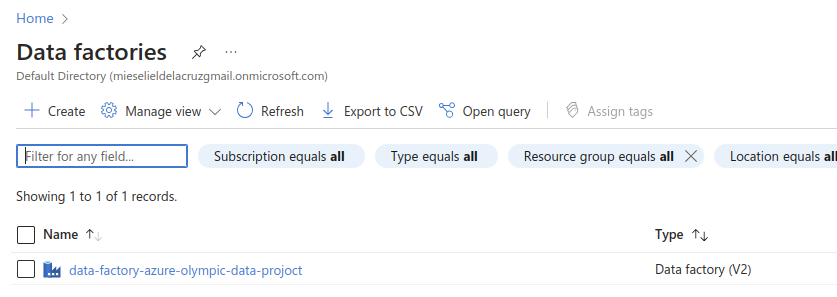 Home >
Data factories ...
Default Directory (mieselieldelacruzgmail.onmicrosoft.com)
+ Create Manage view Refresh Export to CSV Open query Assign tags
Filter for any field... Subscription equals all Type equals all Resource group equals all Location equals all
Showing 1 to 1 of 1 records.
Name ↑↓ Type ↑↓
data-factory-azure-olympic-data-projoct Data factory (V2)